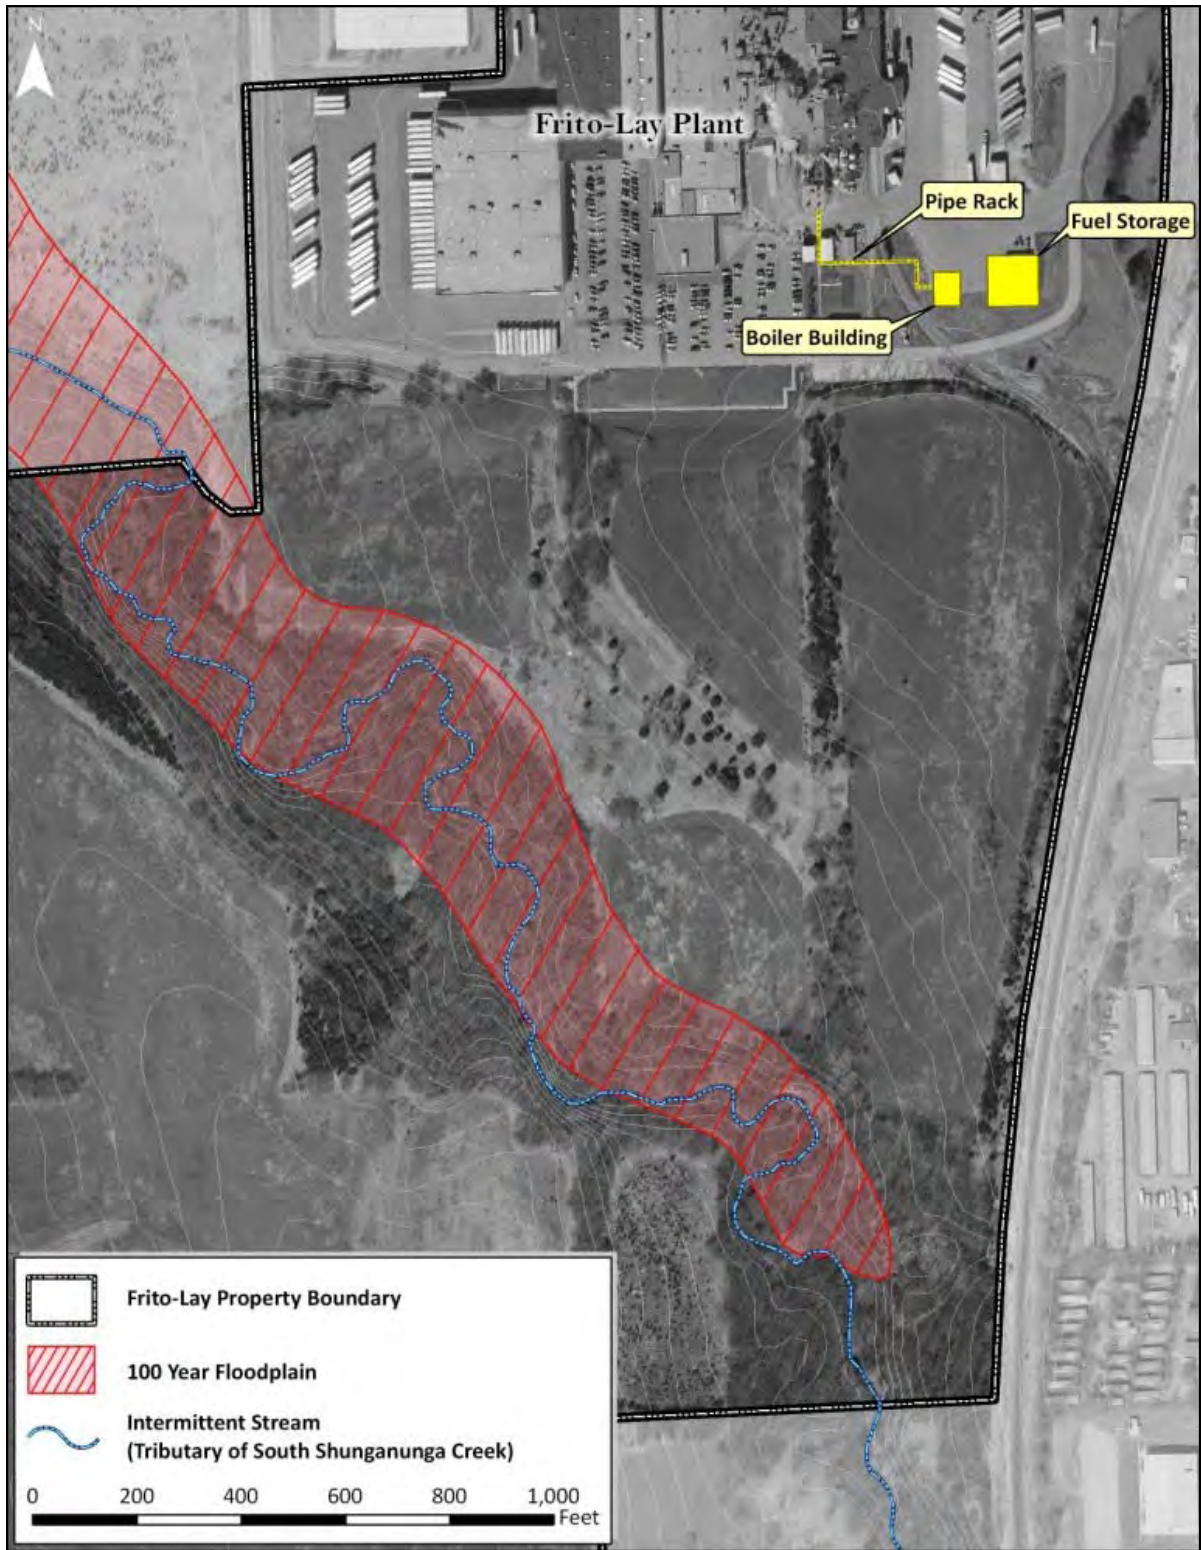 N
Frito-Lay Plant
Pipe Rack
Fuel Storage
Boiler Building
Frito-Lay Property Boundary
100 Year Floodplain
Intermittent Stream
(Tributary of South Shunganunga Creek)
0 200 400 600 800 1,000
Feet